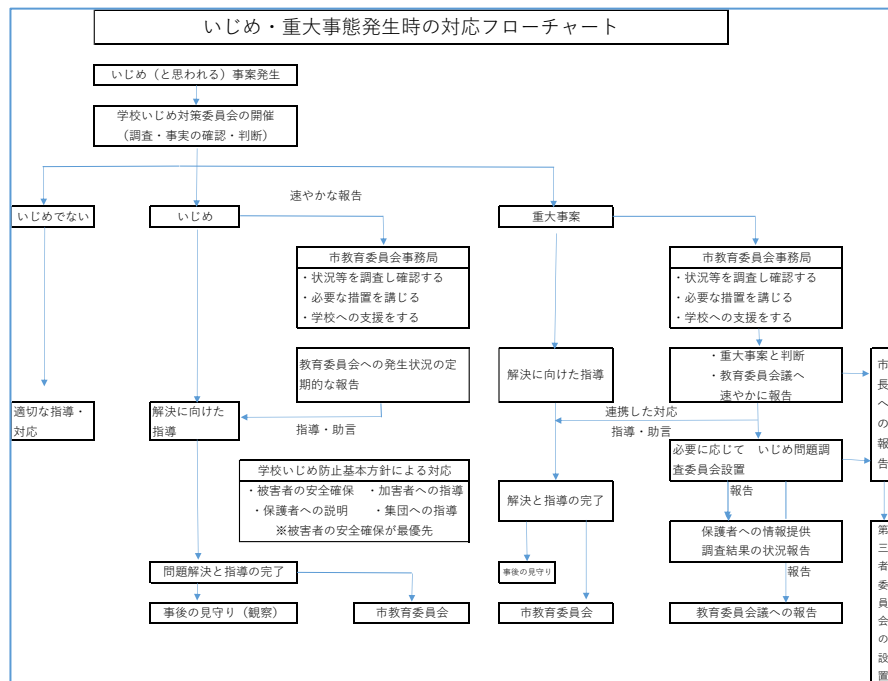 いじめ・重大事態発生時の対応フローチャート
いじめ（と思われる）事案発生
学校いじめ対策委員会の開催
（調査・事実の確認・判断）
速やかな報告
いじめでない
いじめ
重大事案
市教育委員会事務局
・状況等を調査し確認する
・必要な措置を講じる
・学校への支援をする
市教育委員会事務局
・状況等を調査し確認する
・必要な措置を講じる
・学校への支援をする
教育委員会への発生状況の定
期的な報告
解決に向けた指導
・重大事案と判断
・教育委員会議へ
速やかに報告
市長への報告
適切な指導・
対応
解決に向けた
指導
指導・助言
連携した対応
指導・助言
必要に応じて　いじめ問題調
査委員会設置
学校いじめ防止基本方針による対応
・被害者の安全確保　・加害者への指導
・保護者への説明　・集団への指導
※被害者の安全確保が最優先
解決と指導の完了
報告
保護者への情報提供
調査結果の状況報告
第三者委員会の設置
問題解決と指導の完了
事後の見守り
報告
事後の見守り（観察）
市教育委員会
市教育委員会
教育委員会議への報告